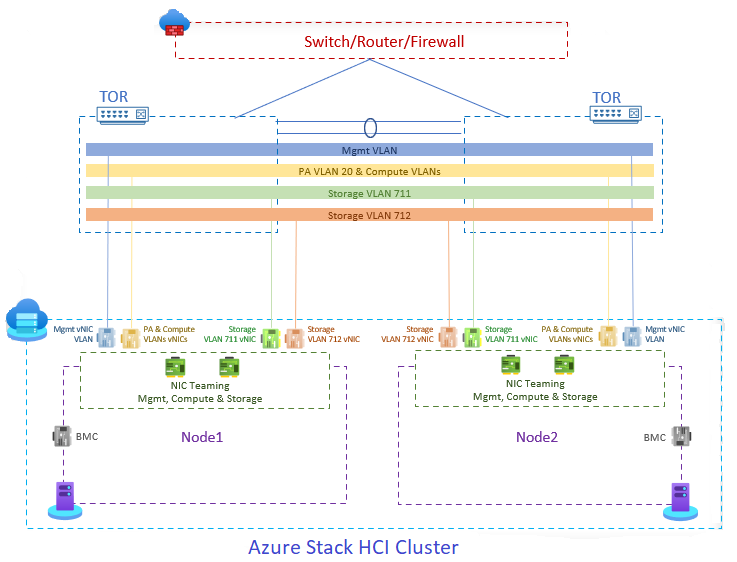 Switch/Router/Firewall
TOR
TOR
Mgmt VLAN
PA VLAN 20 & Compute VLANs
Storage VLAN 711
Storage VLAN 712
Mgmt vNIC
VLAN
PA & Compute
VLANs vNICs
Storage
VLAN 711 vNIC
Storage
VLAN 712 vNIC
Storage
VLAN 712 vNIC
Storage
VLAN 711 vNIC
PA & Compute
VLANs vNICs
Mgmt vNIC
VLAN
NIC Teaming
Mgmt, Compute & Storage
NIC Teaming
Mgmt, Compute & Storage
BMC
Node1
Node2
BMC
Azure Stack HCI Cluster